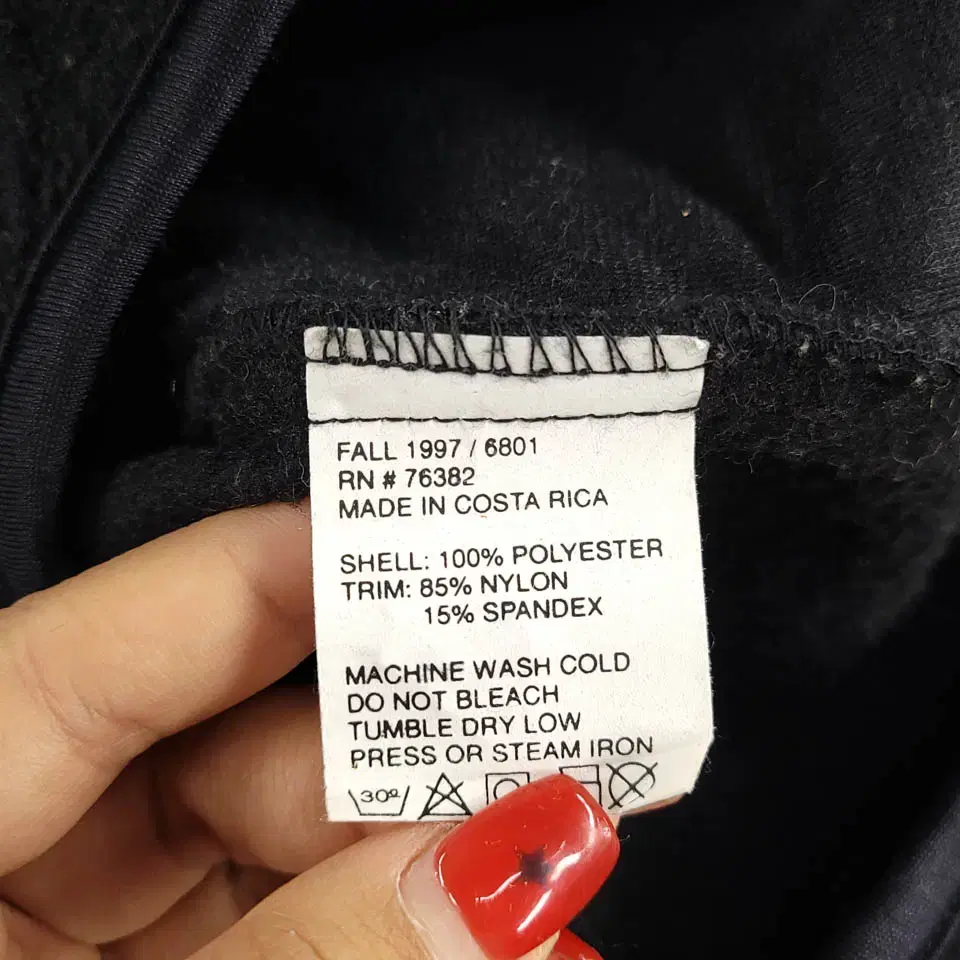 FALL 1997 / 6801
RN # 76382
MADE IN COSTA RICA
SHELL: 100% POLYESTER
TRIM: 85% NYLON
15% SPANDEX
MACHINE WASH COLD
DO NOT BLEACH
TUMBLE DRY LOW
PRESS OR STEAM IRON
30º